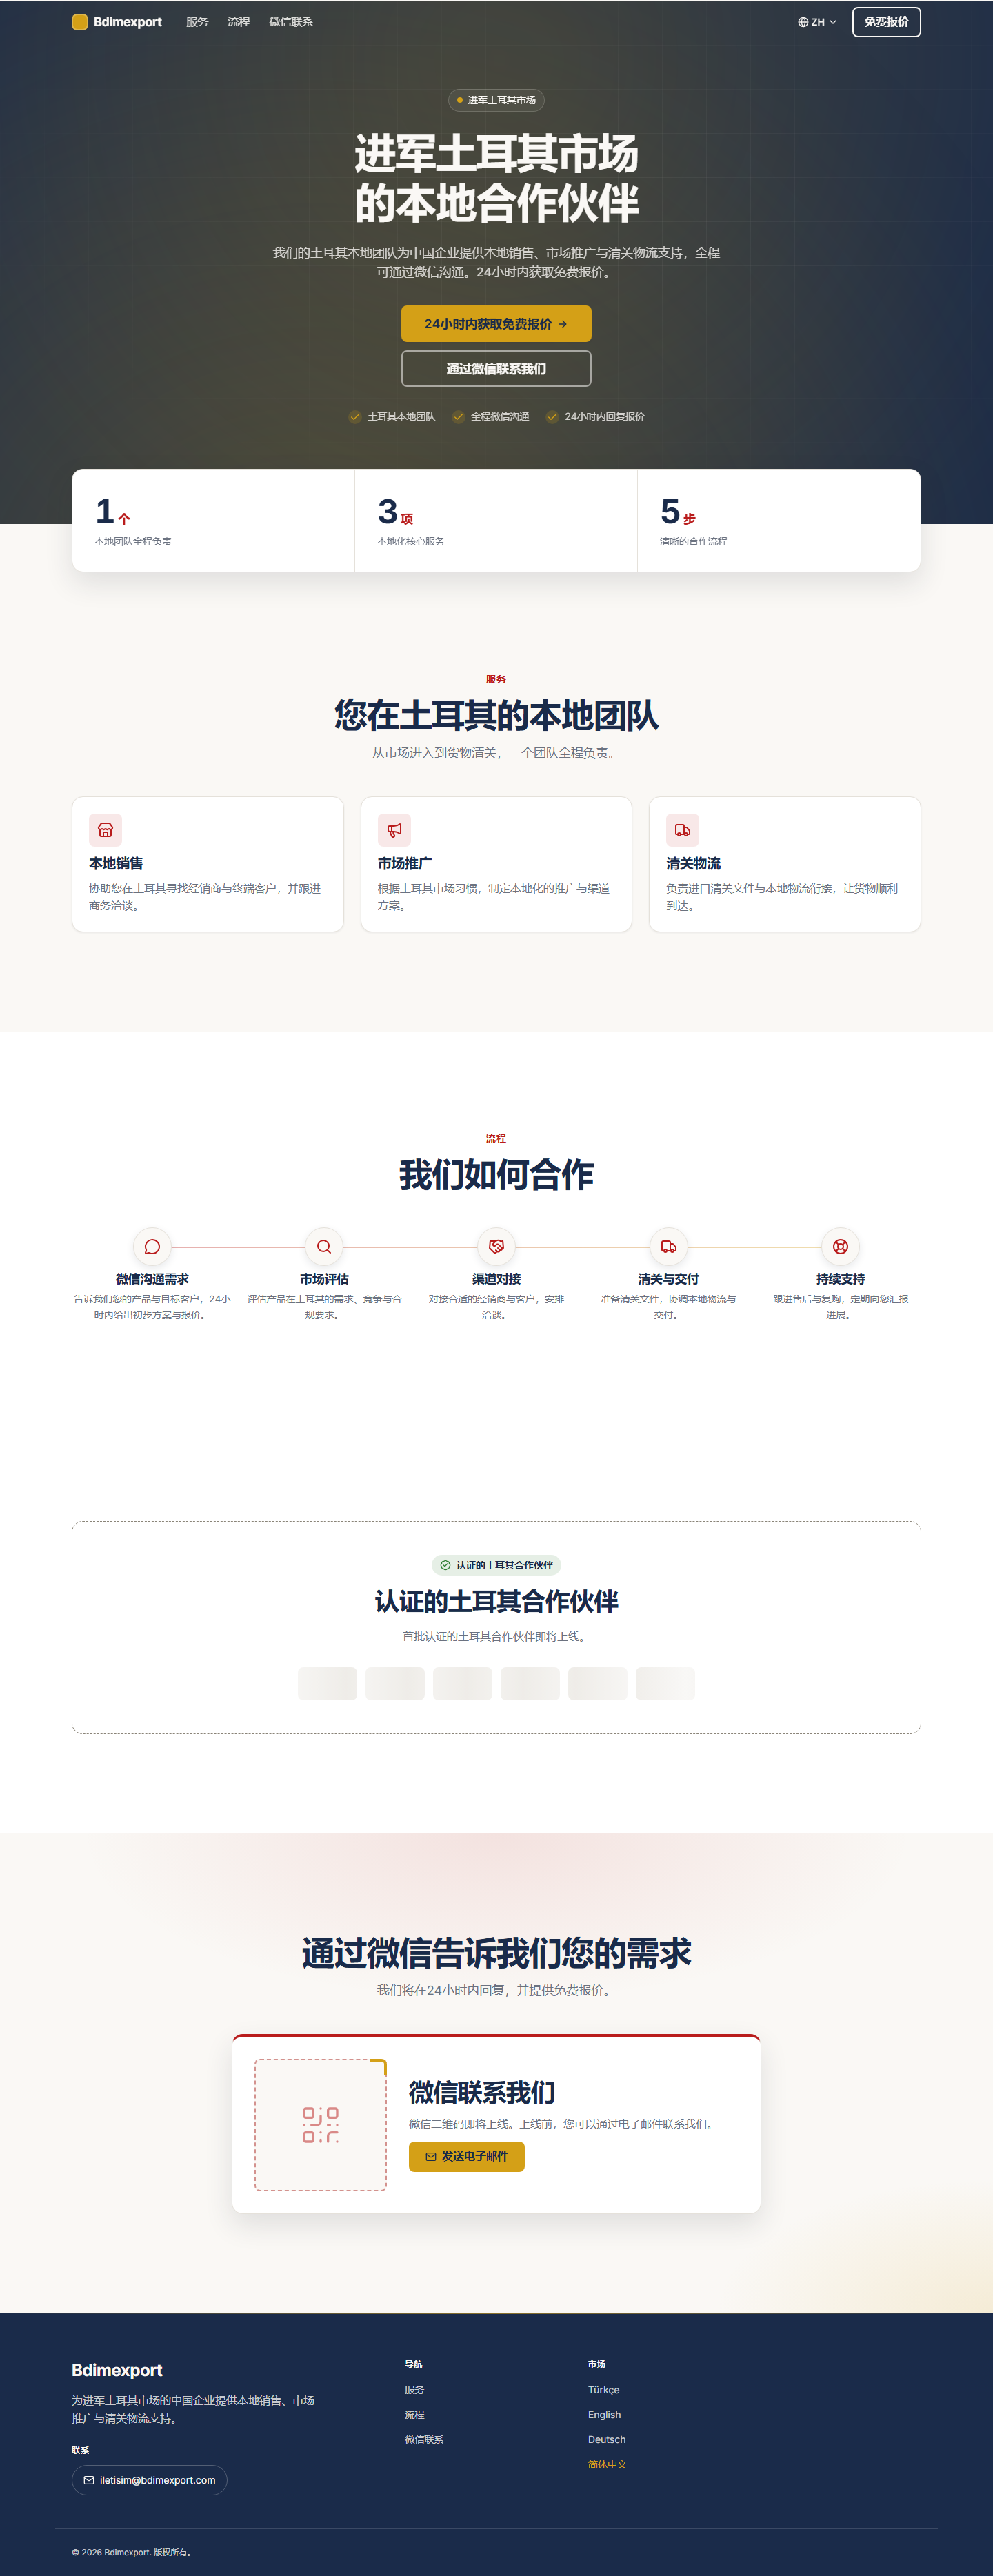 Bdimexport 服务 流程 微信联系 ZH 免费报价
进军土耳其市场
进军土耳其市场
的本地合作伙伴
我们的土耳其本地团队为中国企业提供本地销售、市场推广与清关物流支持，全程
可通过微信沟通。24小时内获取免费报价。
24小时内获取免费报价 →
通过微信联系我们
土耳其本地团队 全程微信沟通 24小时内回复报价
1个
本地团队全程负责
3项
本地化核心服务
5步
清晰的合作流程
服务
您在土耳其的本地团队
从市场进入到货物清关，一个团队全程负责。
本地销售
协助您在土耳其寻找经销商与终端客户，并跟进
商务洽谈。
市场推广
根据土耳其市场习惯，制定本地化的推广与渠道
方案。
清关物流
负责进口清关文件与本地物流衔接，让货物顺利
到达。
流程
我们如何合作
微信沟通需求
告诉我们您的产品与目标客户，24小
时内给出初步方案与报价。
市场评估
评估产品在土耳其的需求、竞争与合
规要求。
渠道对接
对接合适的经销商与客户，安排
洽谈。
清关与交付
准备清关文件，协调本地物流与
交付。
持续支持
跟进售后与复购，定期向您汇报
进展。
认证的土耳其合作伙伴
认证的土耳其合作伙伴
首批认证的土耳其合作伙伴即将上线。
通过微信告诉我们您的需求
我们将在24小时内回复，并提供免费报价。
微信联系我们
微信二维码即将上线。上线前，您可以通过电子邮件联系我们。
发送电子邮件
Bdimexport
为进军土耳其市场的中国企业提供本地销售、市场
推广与清关物流支持。
联系
iletisim@bdimexport.com
导航
服务
流程
微信联系
市场
Türkçe
English
Deutsch
简体中文
© 2026 Bdimexport. 版权所有。